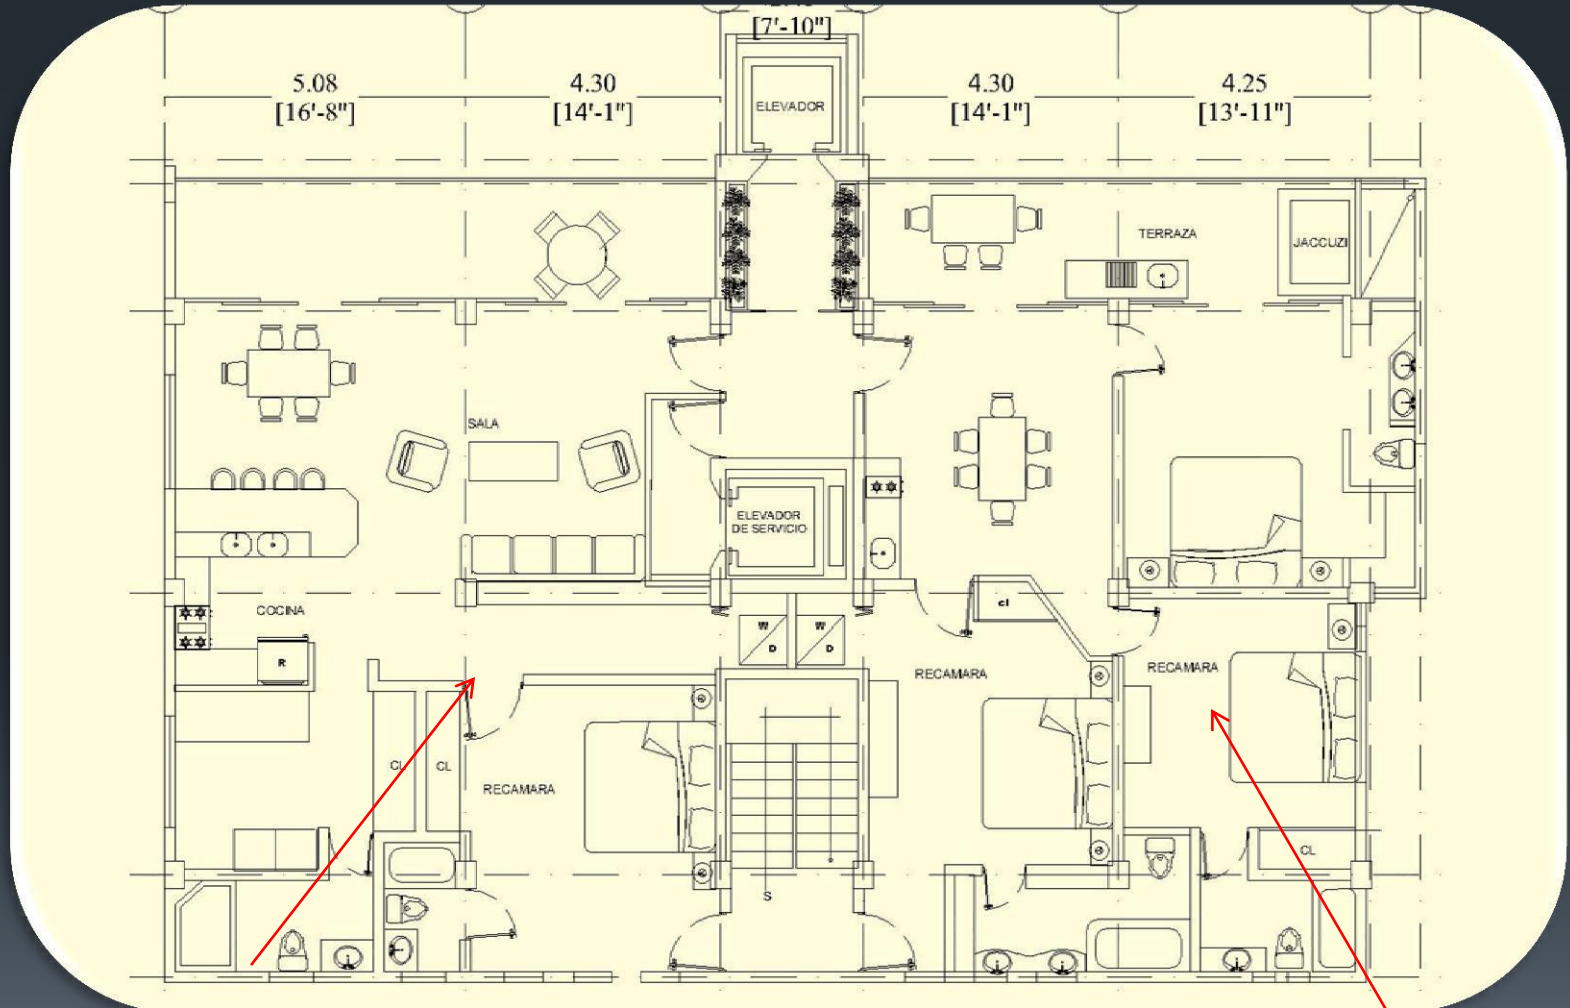 [7'-10"]
5.08
[16'-8"]
4.30
[14'-1"]
ELEVADOR
4.30
[14'-1"]
4.25
[13'-11"]
TERRAZA
JACCUZI
SALA
ELEVADOR
DE SERVICIO
COCINA
R
W
D
W
D
cl
RECAMARA
RECAMARA
CL
CL
RECAMARA
CL
S